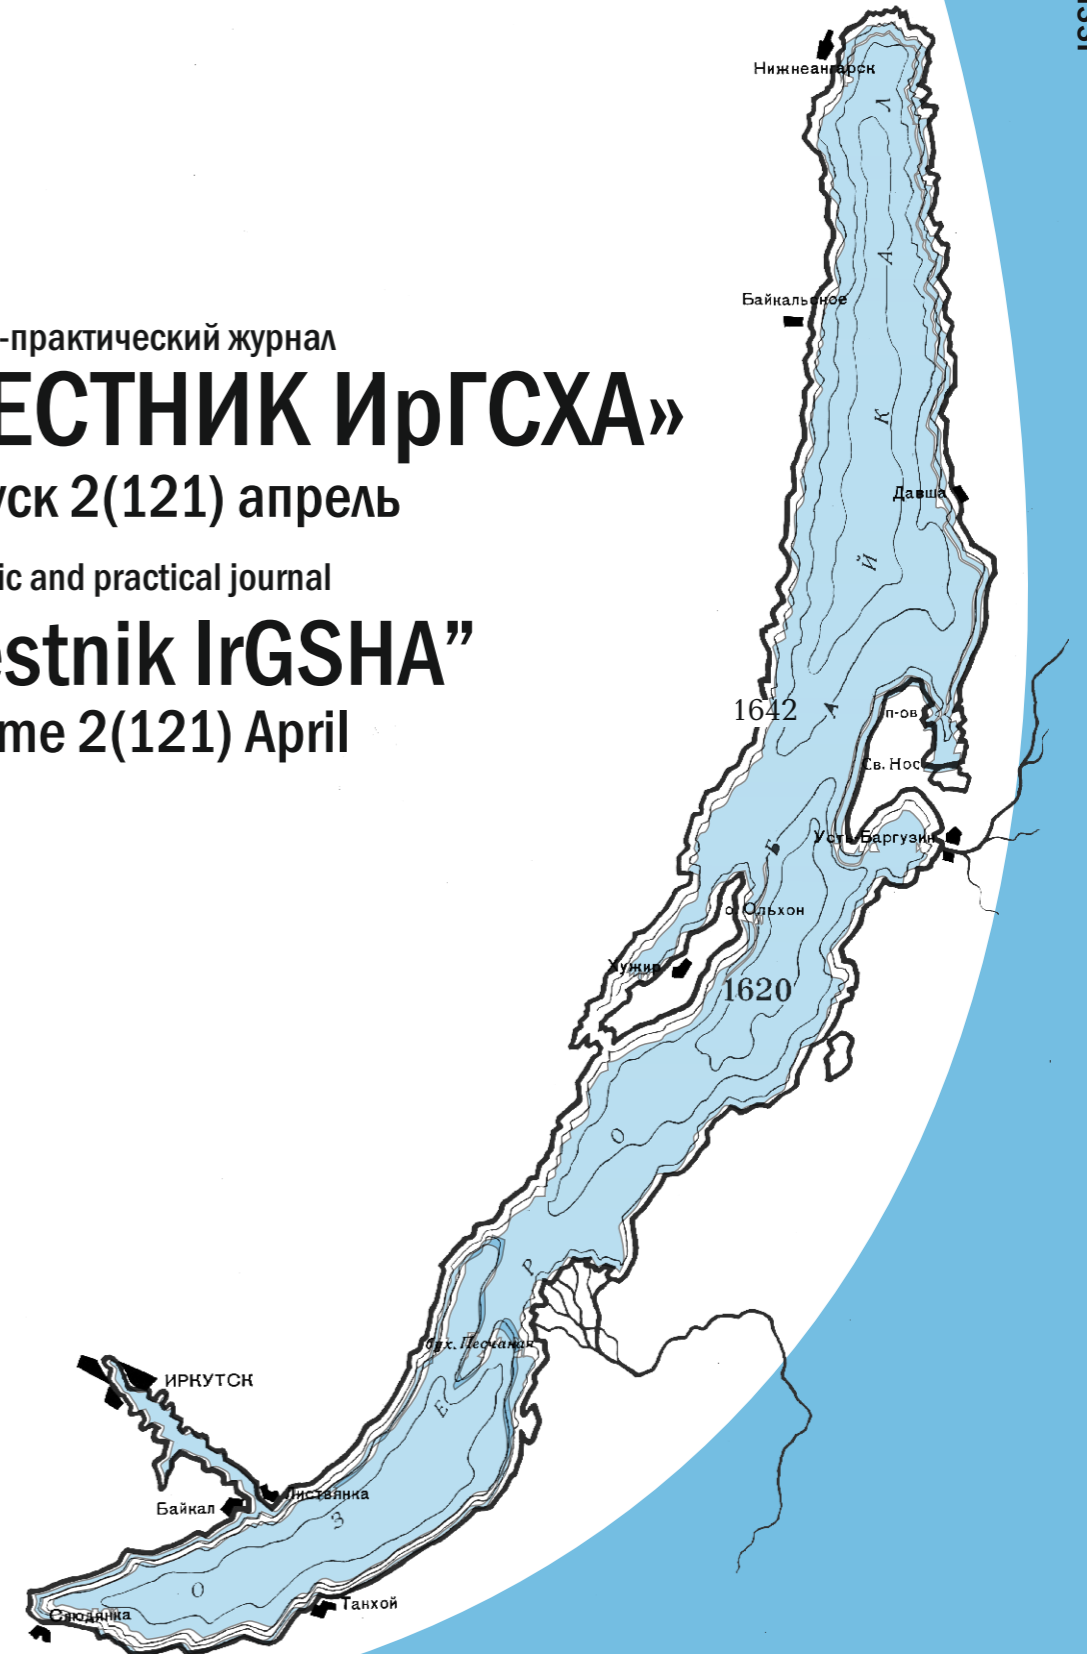 -практический журнал
ЕСТНИК ИрГСХА»
уск 2(121) апрель
ic and practical journal
estnik IrGSHA”
me 2(121) April
Нижнеангарск
Байкальское
Давша
1642
п-ов
Св. Нос
Усть-Баргузин
о. Ольхон
Хужир
1620
бух. Песчаная
ИРКУТСК
Листвянка
Байкал
Танхой
Слюдянка
О З Е Р О Б А Й К А Л